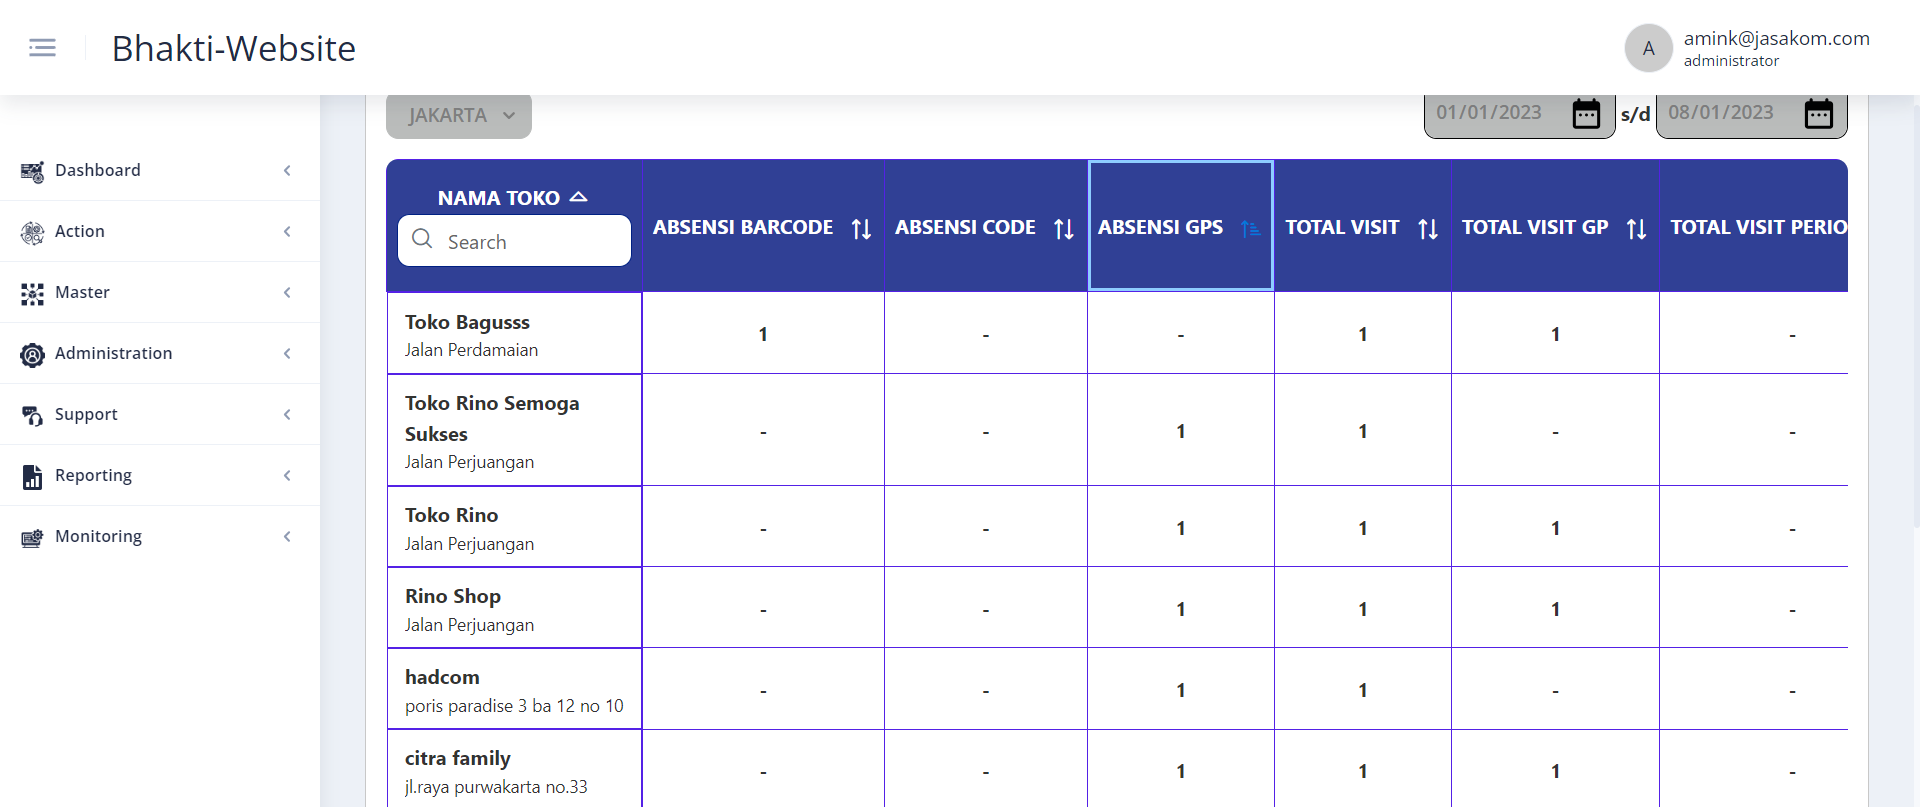 Bhakti-Website
A
amink@jasakom.com
administrator
JAKARTA
01/01/2023
s/d
08/01/2023
Dashboard
Action
Master
Administration
Support
Reporting
Monitoring
NAMA TOKO
Search
ABSENSI BARCODE
ABSENSI CODE
ABSENSI GPS
TOTAL VISIT
TOTAL VISIT GP
TOTAL VISIT PERIO
Toko Bagusss
Jalan Perdamaian
1 - - 1 1 -
Toko Rino Semoga
Sukses
Jalan Perjuangan
- - 1 1 - -
Toko Rino
Jalan Perjuangan
- - 1 1 1 -
Rino Shop
Jalan Perjuangan
- - 1 1 1 -
hadcom
poris paradise 3 ba 12 no 10
- - 1 1 - -
citra family
jl.raya purwakarta no.33
- - 1 1 1 -